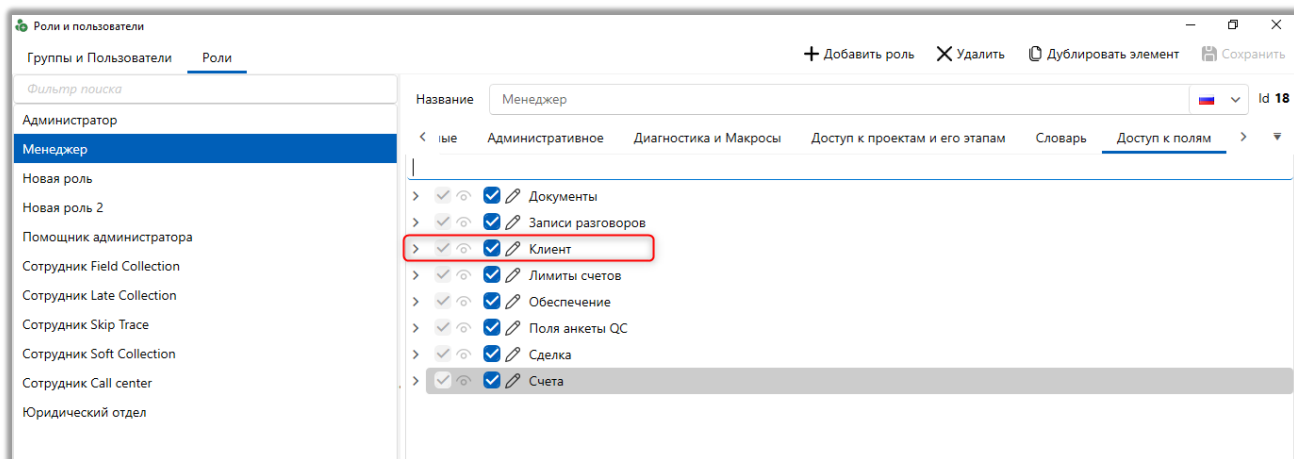 Роли и пользователи
Группы и Пользователи Роли
Добавить роль Удалить Дублировать элемент Сохранить
Фильтр поиска
Администратор
Менеджер
Новая роль
Новая роль 2
Помощник администратора
Сотрудник Field Collection
Сотрудник Late Collection
Сотрудник Skip Trace
Сотрудник Soft Collection
Сотрудник Call center
Юридический отдел
Название Менеджер Id 18
ные Административное Диагностика и Макросы Доступ к проектам и его этапам Словарь Доступ к полям
Документы
Записи разговоров
Клиент
Лимиты счетов
Обеспечение
Поля анкеты QC
Сделка
Счета